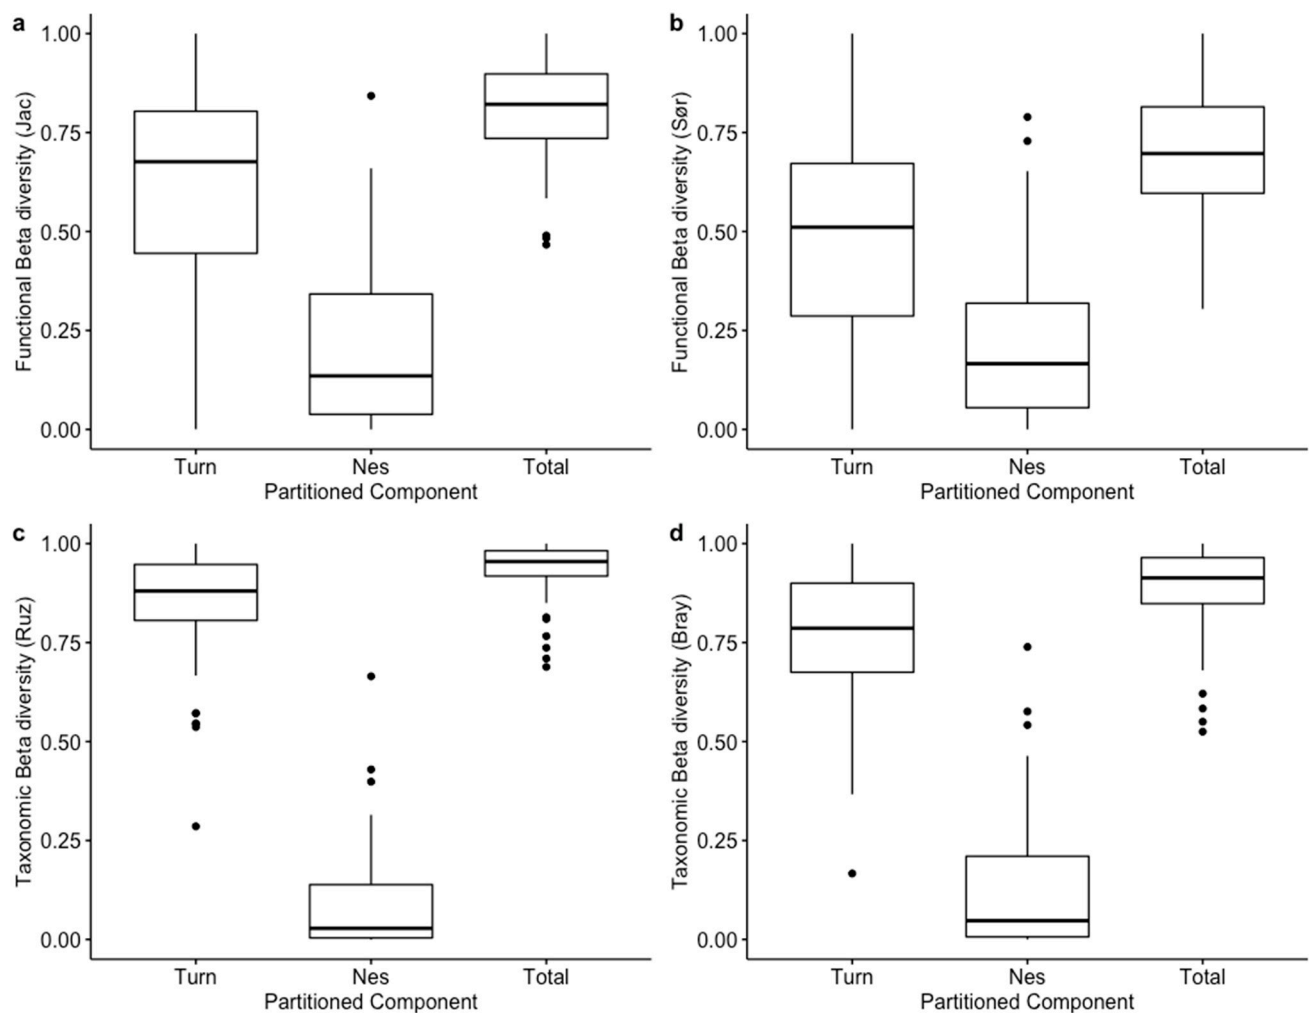 a
Functional Beta diversity (Jac)
1.00
0.75
0.50
0.25
0.00
Turn Nes Total
Partitioned Component
b
Functional Beta diversity (Sør)
1.00
0.75
0.50
0.25
0.00
Turn Nes Total
Partitioned Component
c
Taxonomic Beta diversity (Ruz)
1.00
0.75
0.50
0.25
0.00
Turn Nes Total
Partitioned Component
d
Taxonomic Beta diversity (Bray)
1.00
0.75
0.50
0.25
0.00
Turn Nes Total
Partitioned Component